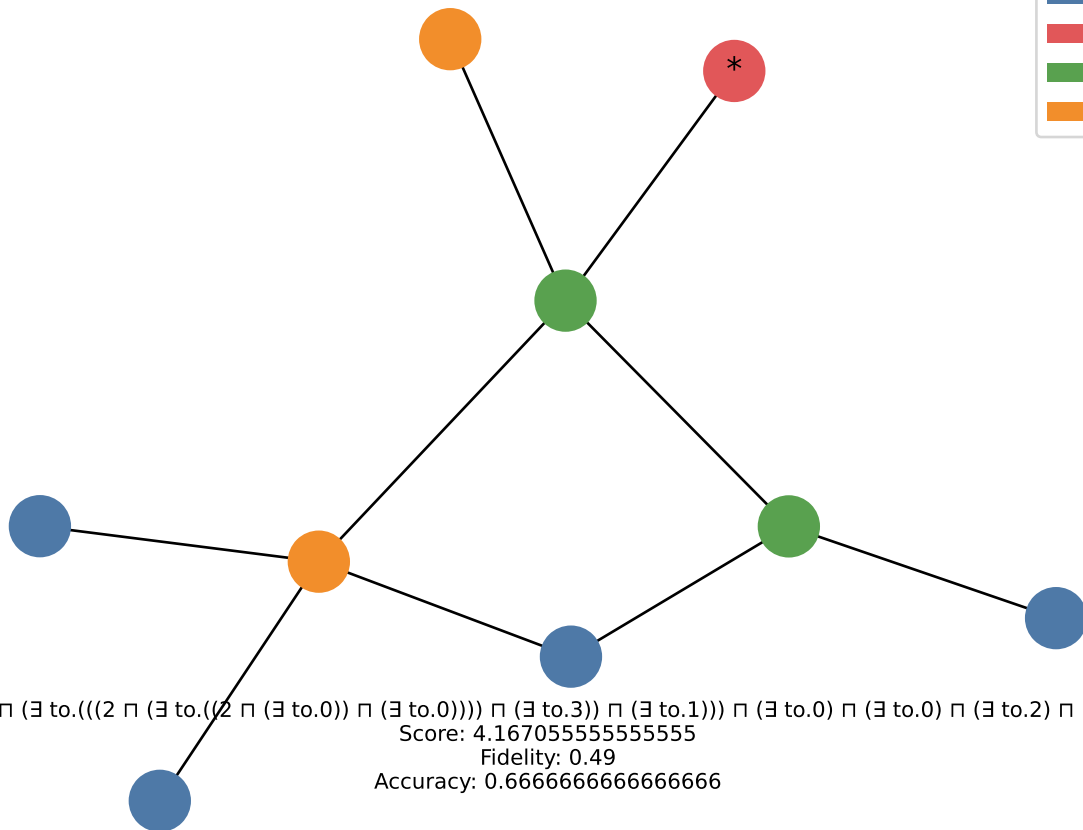 *
⊓ (∃ to.(((2 ⊓ (∃ to.((2 ⊓ (∃ to.0)) ⊓ (∃ to.0)))) ⊓ (∃ to.3)) ⊓ (∃ to.1))) ⊓ (∃ to.0) ⊓ (∃ to.0) ⊓ (∃ to.2) ⊓
Score: 4.167055555555555
Fidelity: 0.49
Accuracy: 0.6666666666666666